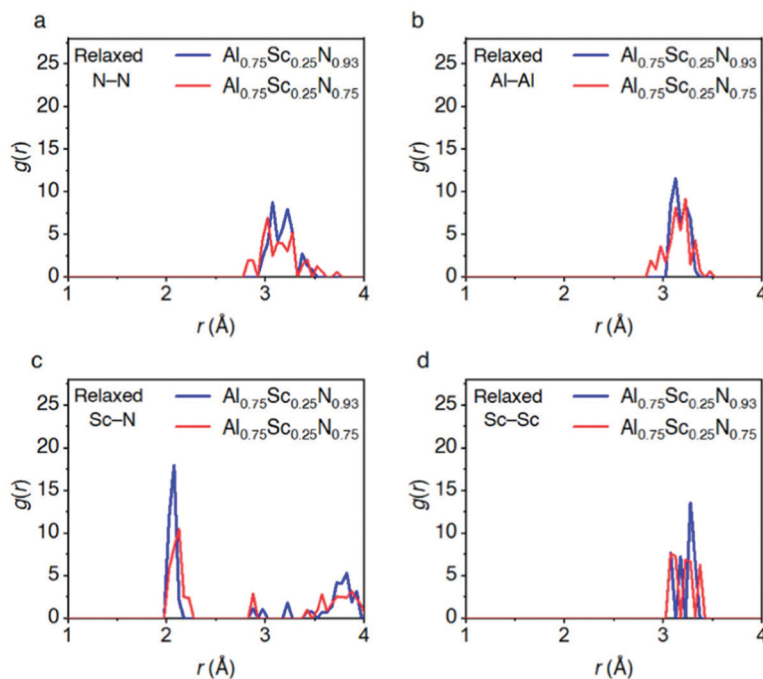 a
Relaxed
N–N
Al0.75Sc0.25N0.93
Al0.75Sc0.25N0.75
25
20
15
10
5
0
g(r)
1 2 3 4
r (Å)
b
Relaxed
Al–Al
Al0.75Sc0.25N0.93
Al0.75Sc0.25N0.75
25
20
15
10
5
0
g(r)
1 2 3 4
r (Å)
c
Relaxed
Sc–N
Al0.75Sc0.25N0.93
Al0.75Sc0.25N0.75
25
20
15
10
5
0
g(r)
1 2 3 4
r (Å)
d
Relaxed
Sc–Sc
Al0.75Sc0.25N0.93
Al0.75Sc0.25N0.75
25
20
15
10
5
0
g(r)
1 2 3 4
r (Å)